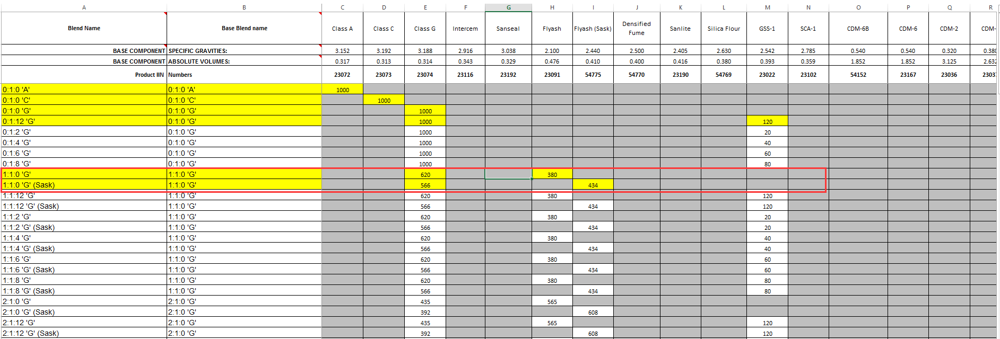 A B C D E F G H I J K L M N O P Q R
Blend Name Base Blend name Class A Class C Class G Intercem Sanseal Flyash Flyash (Sask) Densified Fume Sanlite Silica Flour GSS-1 SCA-1 CDM-6B CDM-6 CDM-2 CDM-
BASE COMPONENT SPECIFIC GRAVITIES: 3.152 3.192 3.188 2.916 3.038 2.100 2.440 2.500 2.405 2.630 2.542 2.785 0.540 0.540 0.320 0.380
BASE COMPONENT ABSOLUTE VOLUMES: 0.317 0.313 0.314 0.343 0.329 0.476 0.410 0.400 0.416 0.380 0.393 0.359 1.852 1.852 3.125 2.632
Product IIN Numbers 23072 23073 23074 23116 23192 23091 54775 54770 23190 54769 23022 23102 54152 23167 23036
0:1:0 'A' 0:1:0 'A' 1000
0:1:0 'C' 0:1:0 'C' 1000
0:1:0 'G' 0:1:0 'G' 1000
0:1:12 'G' 0:1:0 'G' 1000 120
0:1:2 'G' 0:1:0 'G' 1000 20
0:1:4 'G' 0:1:0 'G' 1000 40
0:1:6 'G' 0:1:0 'G' 1000 60
0:1:8 'G' 0:1:0 'G' 1000 80
1:1:0 'G' 1:1:0 'G' 620 380
1:1:0 'G' (Sask) 1:1:0 'G' 566 434
1:1:12 'G' 1:1:0 'G' 620 380 120
1:1:12 'G' (Sask) 1:1:0 'G' 566 434 120
1:1:2 'G' 1:1:0 'G' 620 380 20
1:1:2 'G' (Sask) 1:1:0 'G' 566 434 20
1:1:4 'G' 1:1:0 'G' 620 380 40
1:1:4 'G' (Sask) 1:1:0 'G' 566 434 40
1:1:6 'G' 1:1:0 'G' 620 380 60
1:1:6 'G' (Sask) 1:1:0 'G' 566 434 60
1:1:8 'G' 1:1:0 'G' 620 380 80
1:1:8 'G' (Sask) 1:1:0 'G' 566 434 80
2:1:0 'G' 2:1:0 'G' 435 565
2:1:0 'G' (Sask) 2:1:0 'G' 392 608
2:1:12 'G' 2:1:0 'G' 435 565 120
2:1:12 'G' (Sask) 2:1:0 'G' 392 608 120